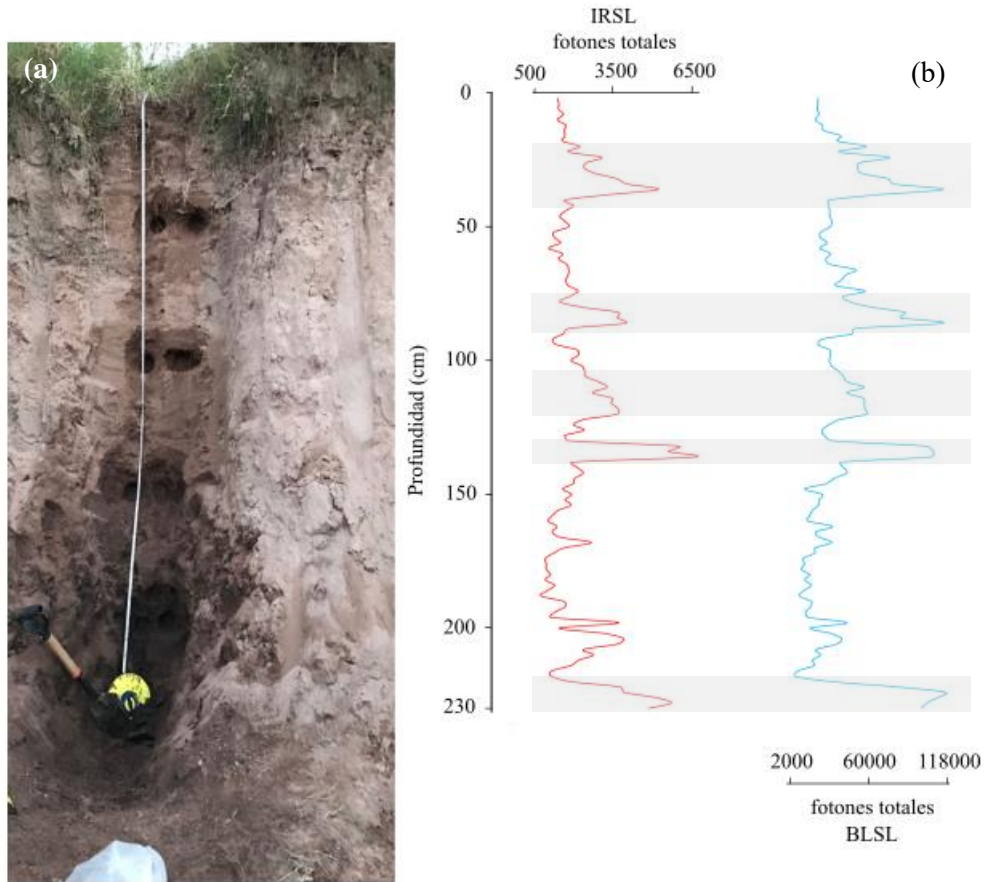 (a)
IRSL
fotones totales
500 3500 6500
(b)
Profundidad (cm)
0
50
100
150
200
230
2000 60000 118000
fotones totales
BLSL